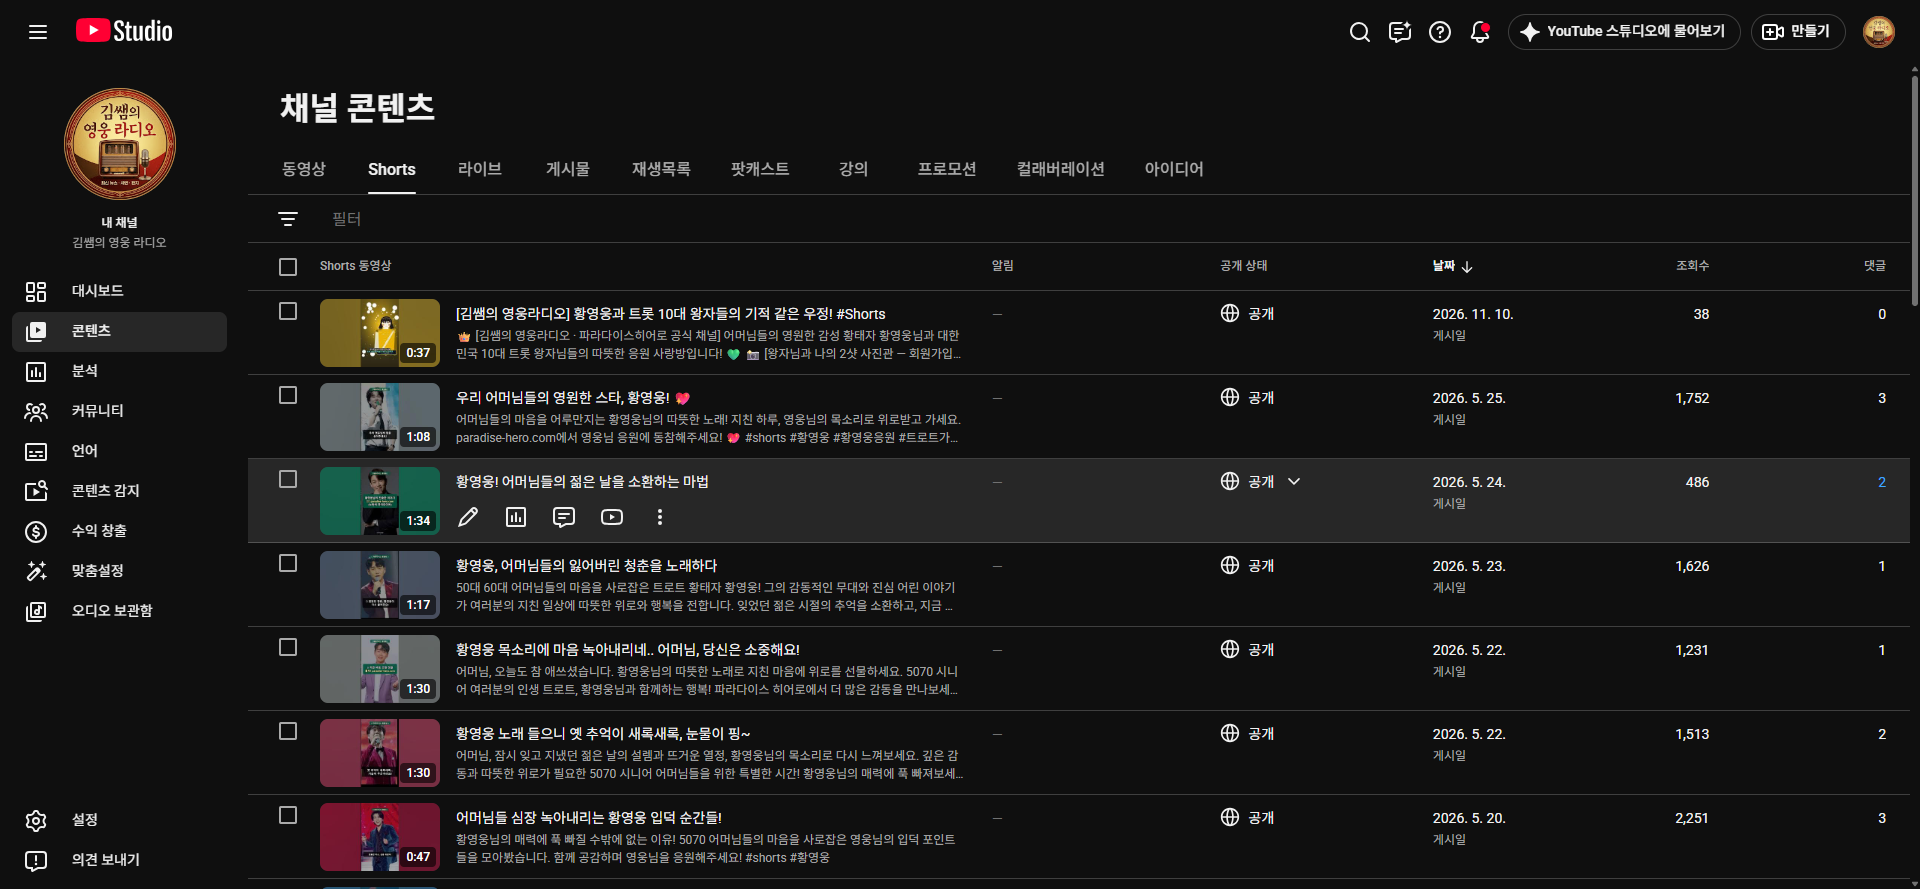 Studio
YouTube 스튜디오에 물어보기
만들기
김쌤의
영웅 라디오
내 채널
김쌤의 영웅 라디오
대시보드
콘텐츠
분석
커뮤니티
언어
콘텐츠 감지
수익 창출
맞춤설정
오디오 보관함
설정
의견 보내기
채널 콘텐츠
동영상 Shorts 라이브 게시물 재생목록 팟캐스트 강의 프로모션 컬래버레이션 아이디어
필터
Shorts 동영상 알림 공개 상태 날짜 조회수 댓글
0:37
[김쌤의 영웅라디오] 황영웅과 트롯 10대 왕자들의 기적 같은 우정! #Shorts — 공개 2026. 11. 10. 38 0
👑 [김쌤의 영웅라디오 · 파라다이스히어로 공식 채널] 어머님들의 영원한 감성 황태자 황영웅님과 대한 게시일
민국 10대 트롯 왕자님들의 따뜻한 응원 사랑방입니다! 💚 📷 [왕자님과 나의 2샷 사진관 — 회원가입...
1:08
우리 어머님들의 영원한 스타, 황영웅! 💖 — 공개 2026. 5. 25. 1,752 3
어머님들의 마음을 어루만지는 황영웅님의 따뜻한 노래! 지친 하루, 영웅님의 목소리로 위로받고 가세요. 게시일
paradise-hero.com에서 영웅님 응원에 동참해주세요! 💖 #shorts #황영웅 #황영웅응원 #트로트가...
1:34
황영웅! 어머님들의 젊은 날을 소환하는 마법 — 공개 2026. 5. 24. 486 2
게시일
1:17
황영웅, 어머님들의 잃어버린 청춘을 노래하다 — 공개 2026. 5. 23. 1,626 1
50대 60대 어머님들의 마음을 사로잡은 트로트 황태자 황영웅! 그의 감동적인 무대와 진심 어린 이야기 게시일
가 여러분의 지친 일상에 따뜻한 위로와 행복을 전합니다. 잊었던 젊은 시절의 추억을 소환하고, 지금 ...
1:30
황영웅 목소리에 마음 녹아내리네.. 어머님, 당신은 소중해요! — 공개 2026. 5. 22. 1,231 1
어머님, 오늘도 참 애쓰셨습니다. 황영웅님의 따뜻한 노래로 지친 마음에 위로를 선물하세요. 5070 시니 게시일
어 여러분의 인생 트로트, 황영웅님과 함께하는 행복! 파라다이스 히어로에서 더 많은 감동을 만나보세...
1:30
황영웅 노래 들으니 옛 추억이 새록새록, 눈물이 핑~ — 공개 2026. 5. 22. 1,513 2
어머님, 잠시 잊고 지냈던 젊은 날의 설렘과 뜨거운 열정, 황영웅님의 목소리로 다시 느껴보세요. 깊은 감 게시일
동과 따뜻한 위로가 필요한 5070 시니어 어머님들을 위한 특별한 시간! 황영웅님의 매력에 푹 빠져보세...
0:47
어머님들 심장 녹아내리는 황영웅 입덕 순간들! — 공개 2026. 5. 20. 2,251 3
황영웅님의 매력에 푹 빠질 수밖에 없는 이유! 5070 어머님들의 마음을 사로잡은 영웅님의 입덕 포인트 게시일
들을 모아봤습니다. 함께 공감하며 영웅님을 응원해주세요! #shorts #황영웅